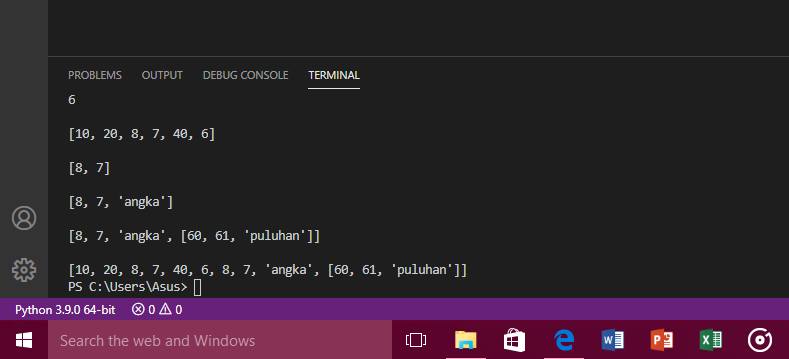 PROBLEMS OUTPUT DEBUG CONSOLE TERMINAL
6
[10, 20, 8, 7, 40, 6]
[8, 7]
[8, 7, 'angka']
[8, 7, 'angka', [60, 61, 'puluhan']]
[10, 20, 8, 7, 40, 6, 8, 7, 'angka', [60, 61, 'puluhan']]
PS C:\Users\Asus>
Python 3.9.0 64-bit 0 0
Search the web and Windows